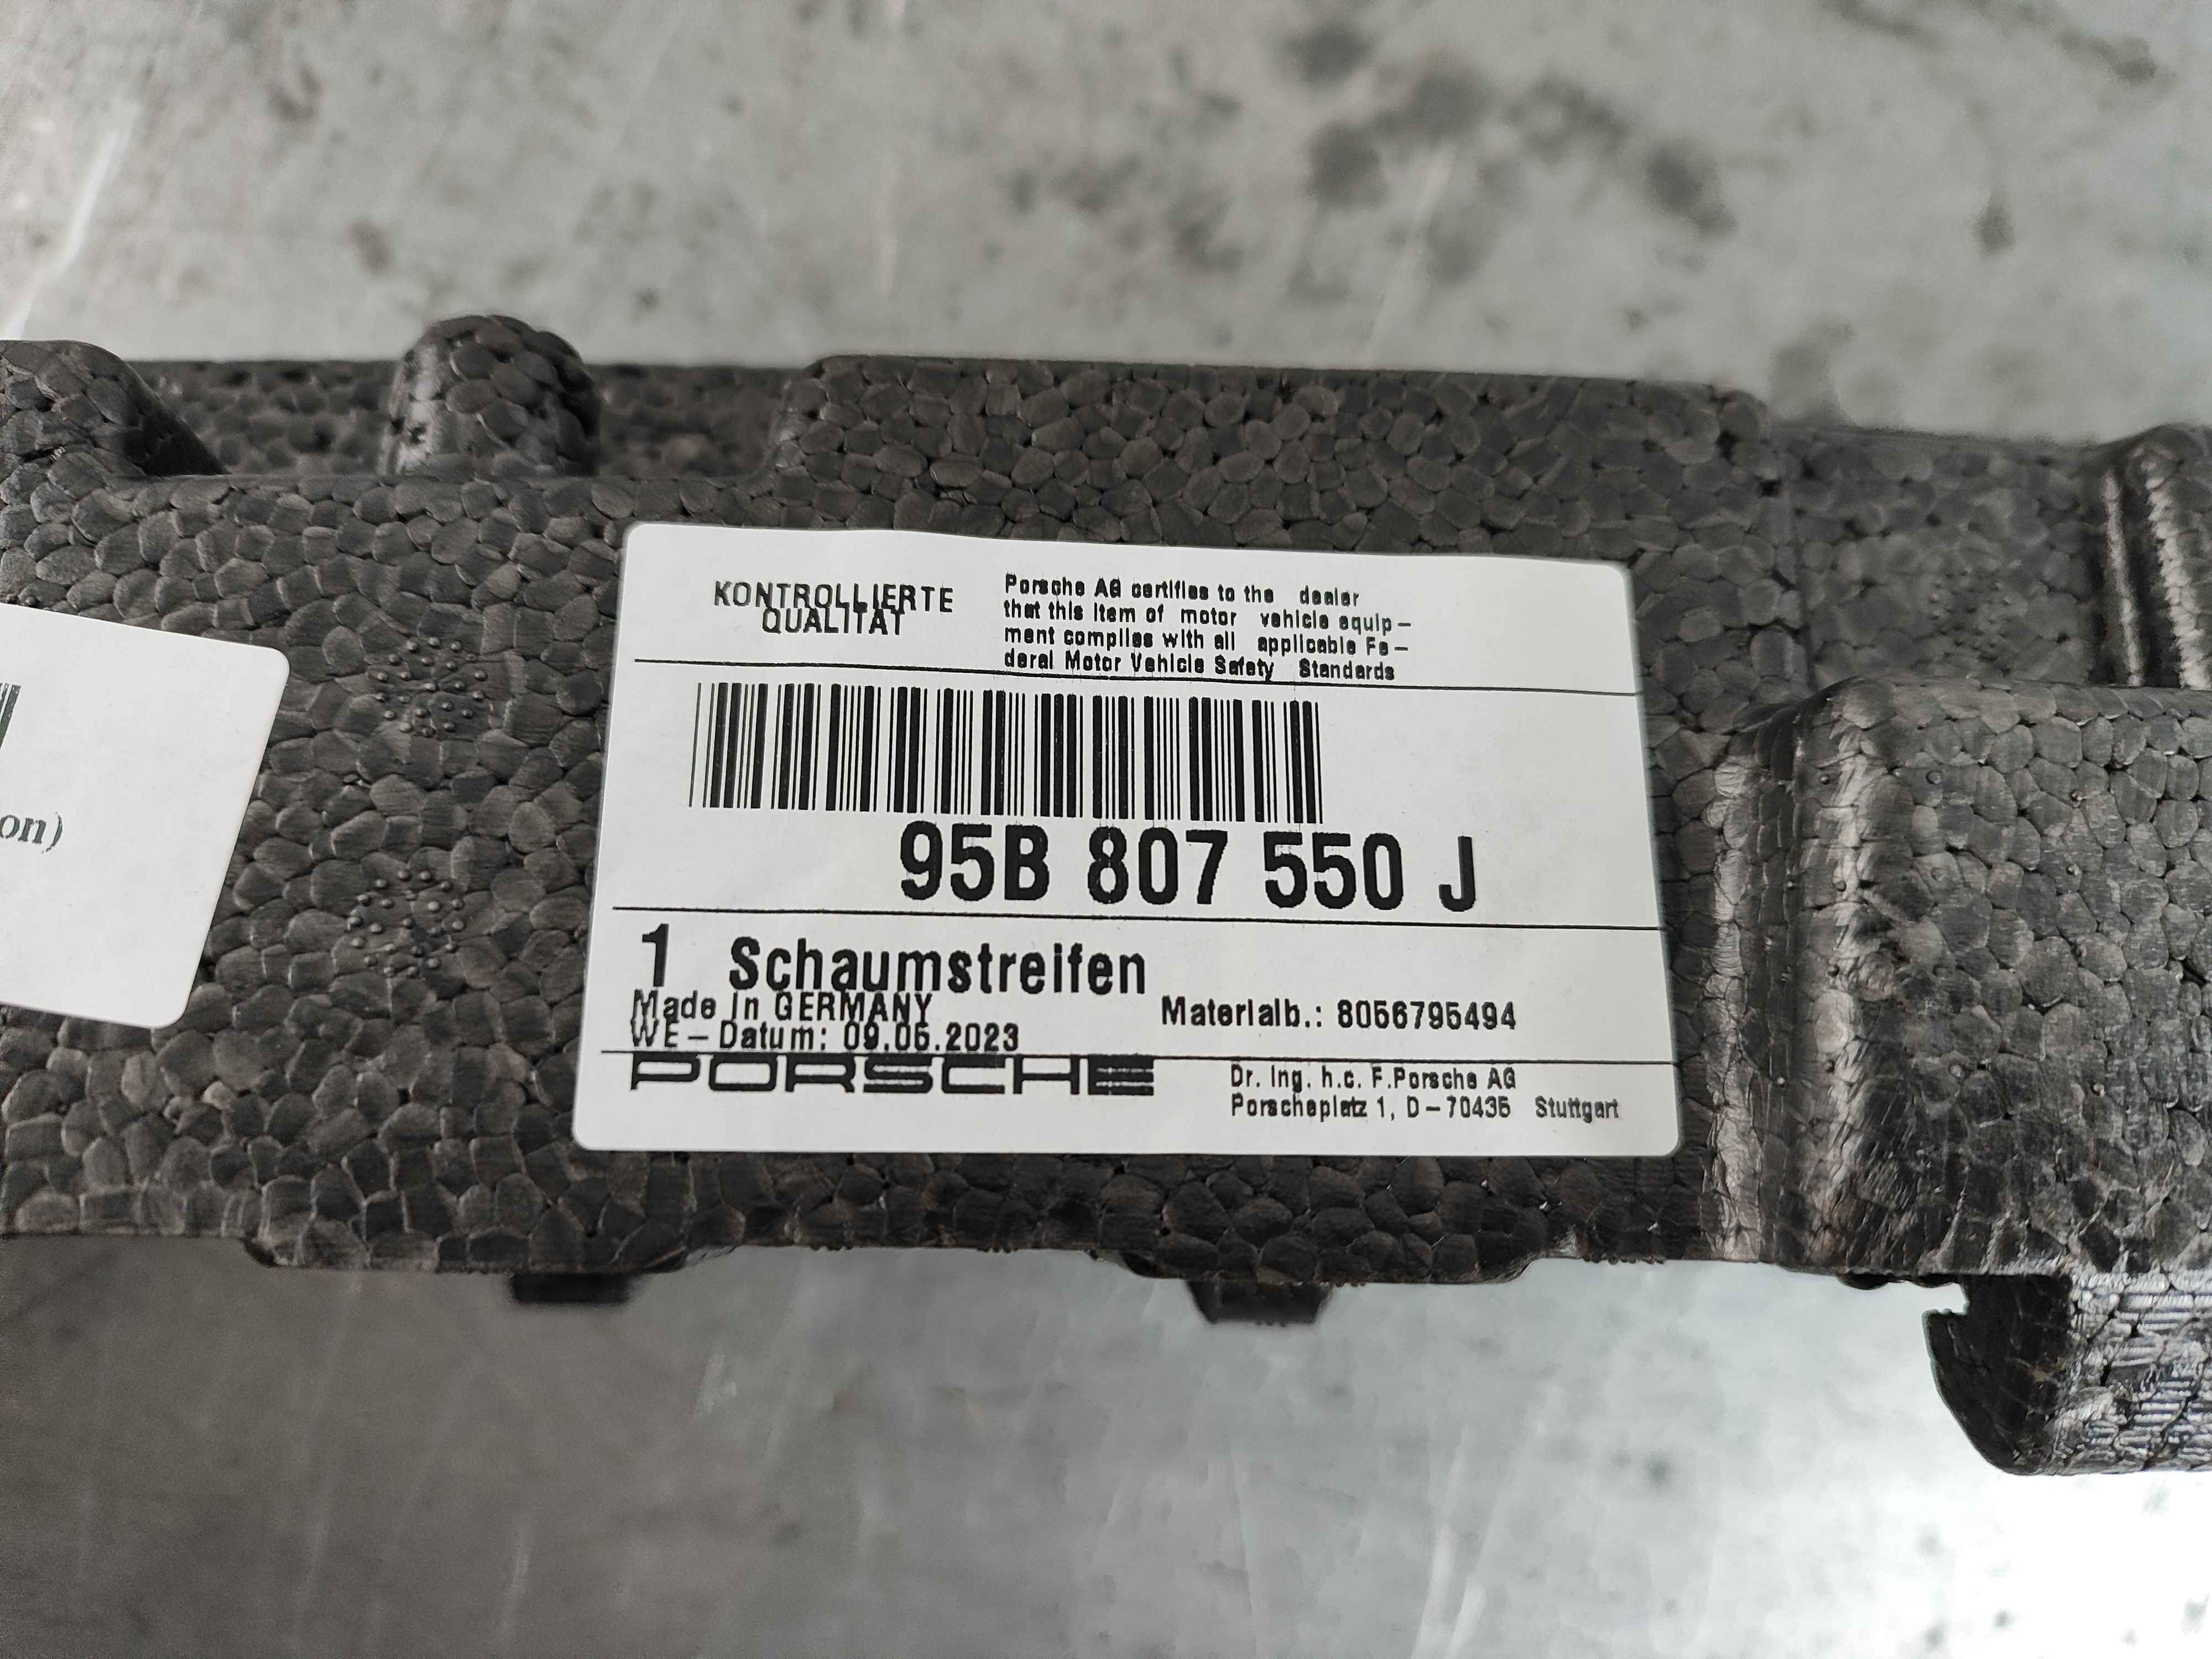 KONTROLLIERTE
QUALITÄT
Porsche AG certifies to the dealer
that this item of motor vehicle equip-
ment complies with all applicable Fe-
deral Motor Vehicle Safety Standards
95B 807 550 J
1 Schaumstreifen
Made in GERMANY
WE-Datum: 09.05.2023
Materialb.: 8056795494
PORSCHE
Dr. Ing. h.c. F.Porsche AG
Porscheplatz 1, D-70435 Stuttgart
on)